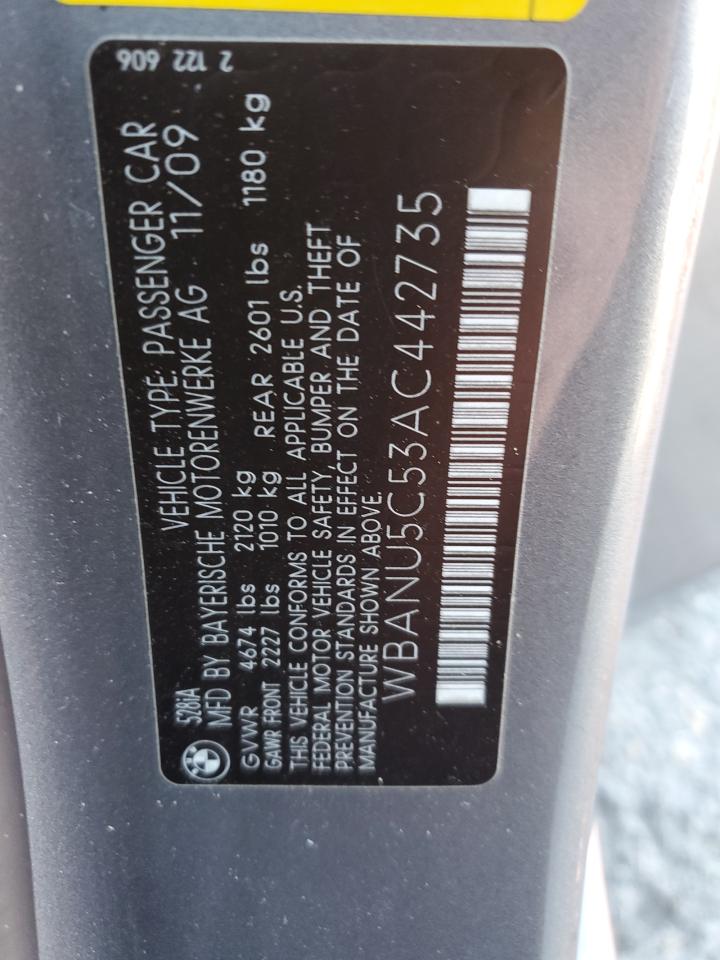 528iA
VEHICLE TYPE: PASSENGER CAR
MFD BY BAYERISCHE MOTORENWERKE AG 11/09
GVWR 4674 lbs 2120 kg
GAWR FRONT 2227 lbs 1010 kg REAR 2601 lbs 1180 kg
THIS VEHICLE CONFORMS TO ALL APPLICABLE U.S.
FEDERAL MOTOR VEHICLE SAFETY, BUMPER AND THEFT
PREVENTION STANDARDS IN EFFECT ON THE DATE OF
MANUFACTURE SHOWN ABOVE.
WBANU5C53AC442735
2 122 606